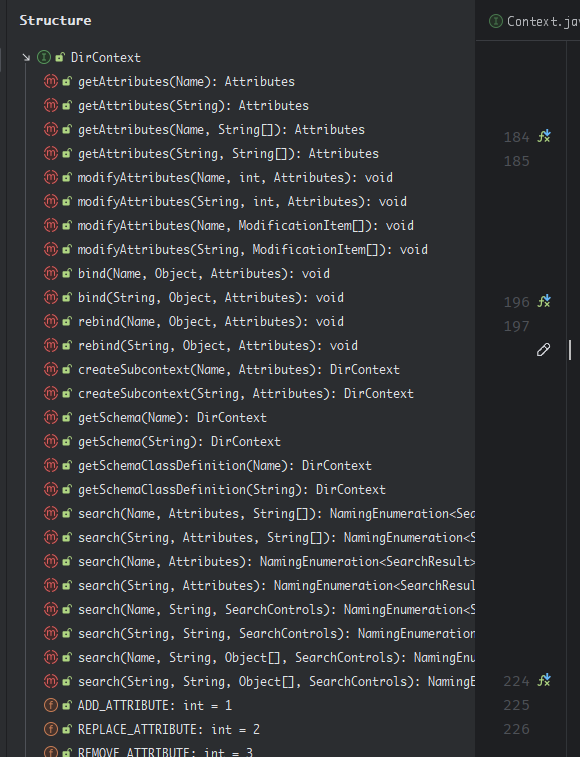 Structure
Context.ja
DirContext
getAttributes(Name): Attributes
getAttributes(String): Attributes
getAttributes(Name, String[]): Attributes
getAttributes(String, String[]): Attributes
modifyAttributes(Name, int, Attributes): void
modifyAttributes(String, int, Attributes): void
modifyAttributes(Name, ModificationItem[]): void
modifyAttributes(String, ModificationItem[]): void
bind(Name, Object, Attributes): void
bind(String, Object, Attributes): void
rebind(Name, Object, Attributes): void
rebind(String, Object, Attributes): void
createSubcontext(Name, Attributes): DirContext
createSubcontext(String, Attributes): DirContext
getSchema(Name): DirContext
getSchema(String): DirContext
getSchemaClassDefinition(Name): DirContext
getSchemaClassDefinition(String): DirContext
search(Name, Attributes, String[]): NamingEnumeration<Sea
search(String, Attributes, String[]): NamingEnumeration<S
search(Name, Attributes): NamingEnumeration<SearchResult>
search(String, Attributes): NamingEnumeration<SearchResul
search(Name, String, SearchControls): NamingEnumeration<S
search(String, String, SearchControls): NamingEnumeration
search(Name, String, Object[], SearchControls): NamingEnu
search(String, String, Object[], SearchControls): NamingE
ADD_ATTRIBUTE: int = 1
REPLACE_ATTRIBUTE: int = 2
REMOVE_ATTRIBUTE: int = 3
184
185
196
197
224
225
226